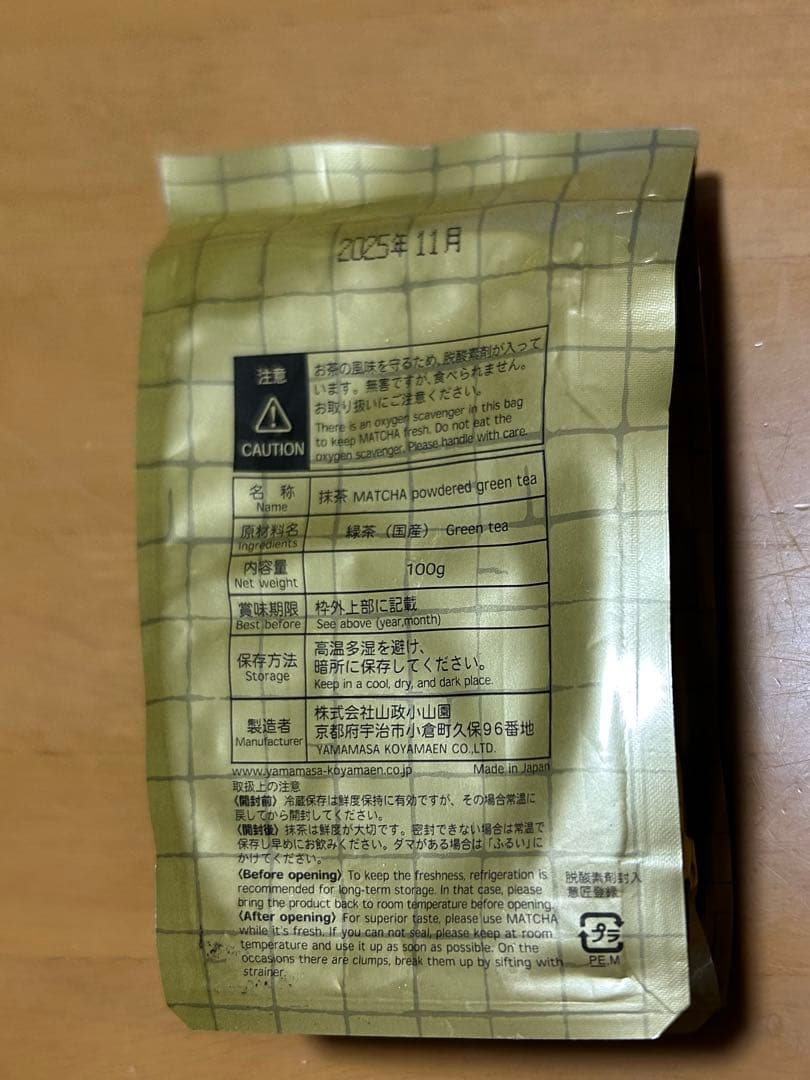 2025年11月
注意
CAUTION
お茶の風味を守るため、脱酸素剤が入って
います。無害ですが、食べられません。
お取り扱いにご注意ください。
There is an oxygen scavenger in this bag
to keep MATCHA fresh. Do not eat the
oxygen scavenger. Please handle with care.
名 称
Name
抹茶 MATCHA powdered green tea
原材料名
Ingredients
緑茶（国産） Green tea
内容量
Net weight
100g
賞味期限
Best before
枠外上部に記載
See above (year,month)
保存方法
Storage
高温多湿を避け、
暗所に保存してください。
Keep in a cool, dry, and dark place.
製造者
Manufacturer
株式会社山政小山園
京都府宇治市小倉町久保96番地
YAMAMASA KOYAMAEN CO.,LTD.
www.yamamasa-koyamaen.co.jp Made in Japan
取扱上の注意
〈開封前〉冷蔵保存は鮮度保持に有効ですが、その場合常温に
戻してから開封してください。
〈開封後〉抹茶は鮮度が大切です。密封できない場合は常温で
保存し早めにお飲みください。ダマがある場合は「ふるい」に
かけてください。
〈Before opening〉To keep the freshness, refrigeration is
recommended for long-term storage. In that case, please
bring the product back to room temperature before opening.
〈After opening〉For superior taste, please use MATCHA
while it's fresh. If you can not seal, please keep at room
temperature and use it up as soon as possible. On the
occasions there are clumps, break them up by sifting with
strainer.
脱酸素剤封入
意匠登録
プラ
PE.M